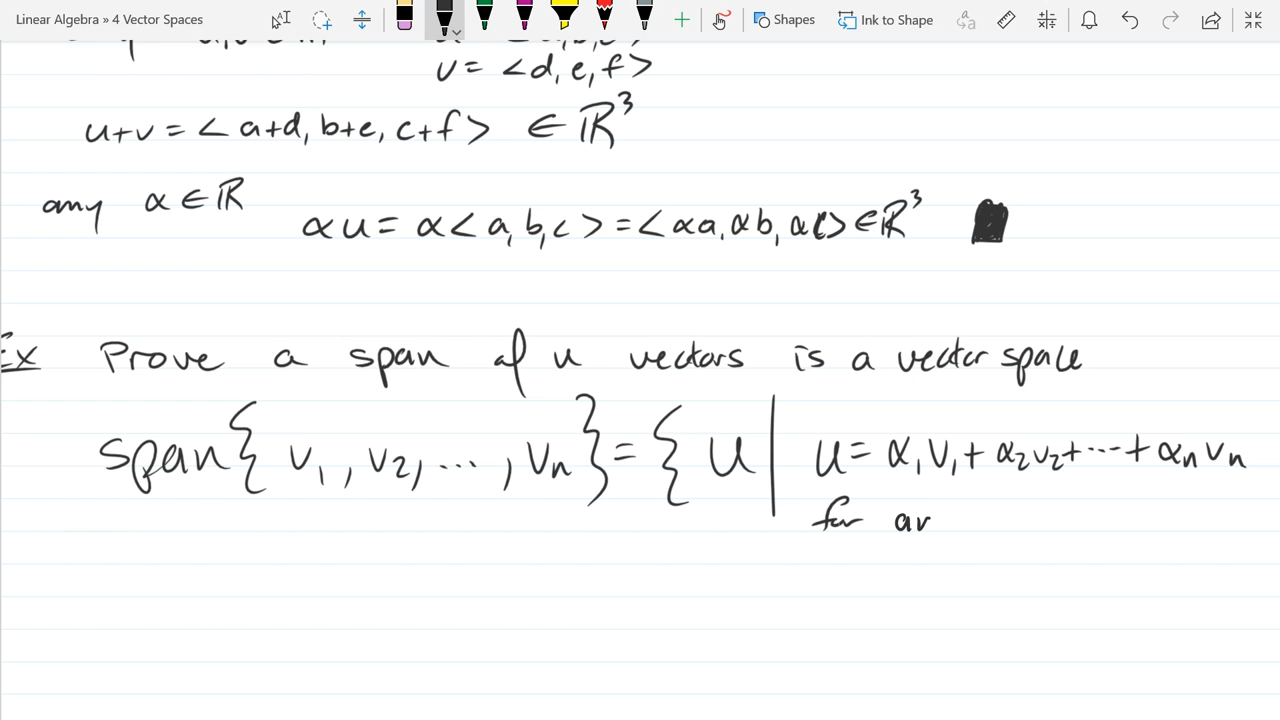 Linear Algebra » 4 Vector Spaces
Shapes
Ink to Shape
v = <d, e, f>
u+v = < a+d, b+e, c+f > ∈ ℝ³
any α ∈ ℝ
αu = α< a, b, c > = < αa, αb, αc> ∈ ℝ³
Ex Prove a span of n vectors is a vector space
span{ v₁, v₂, ..., vₙ } = { u | u = α₁v₁ + α₂v₂ + ... + αₙvₙ
for